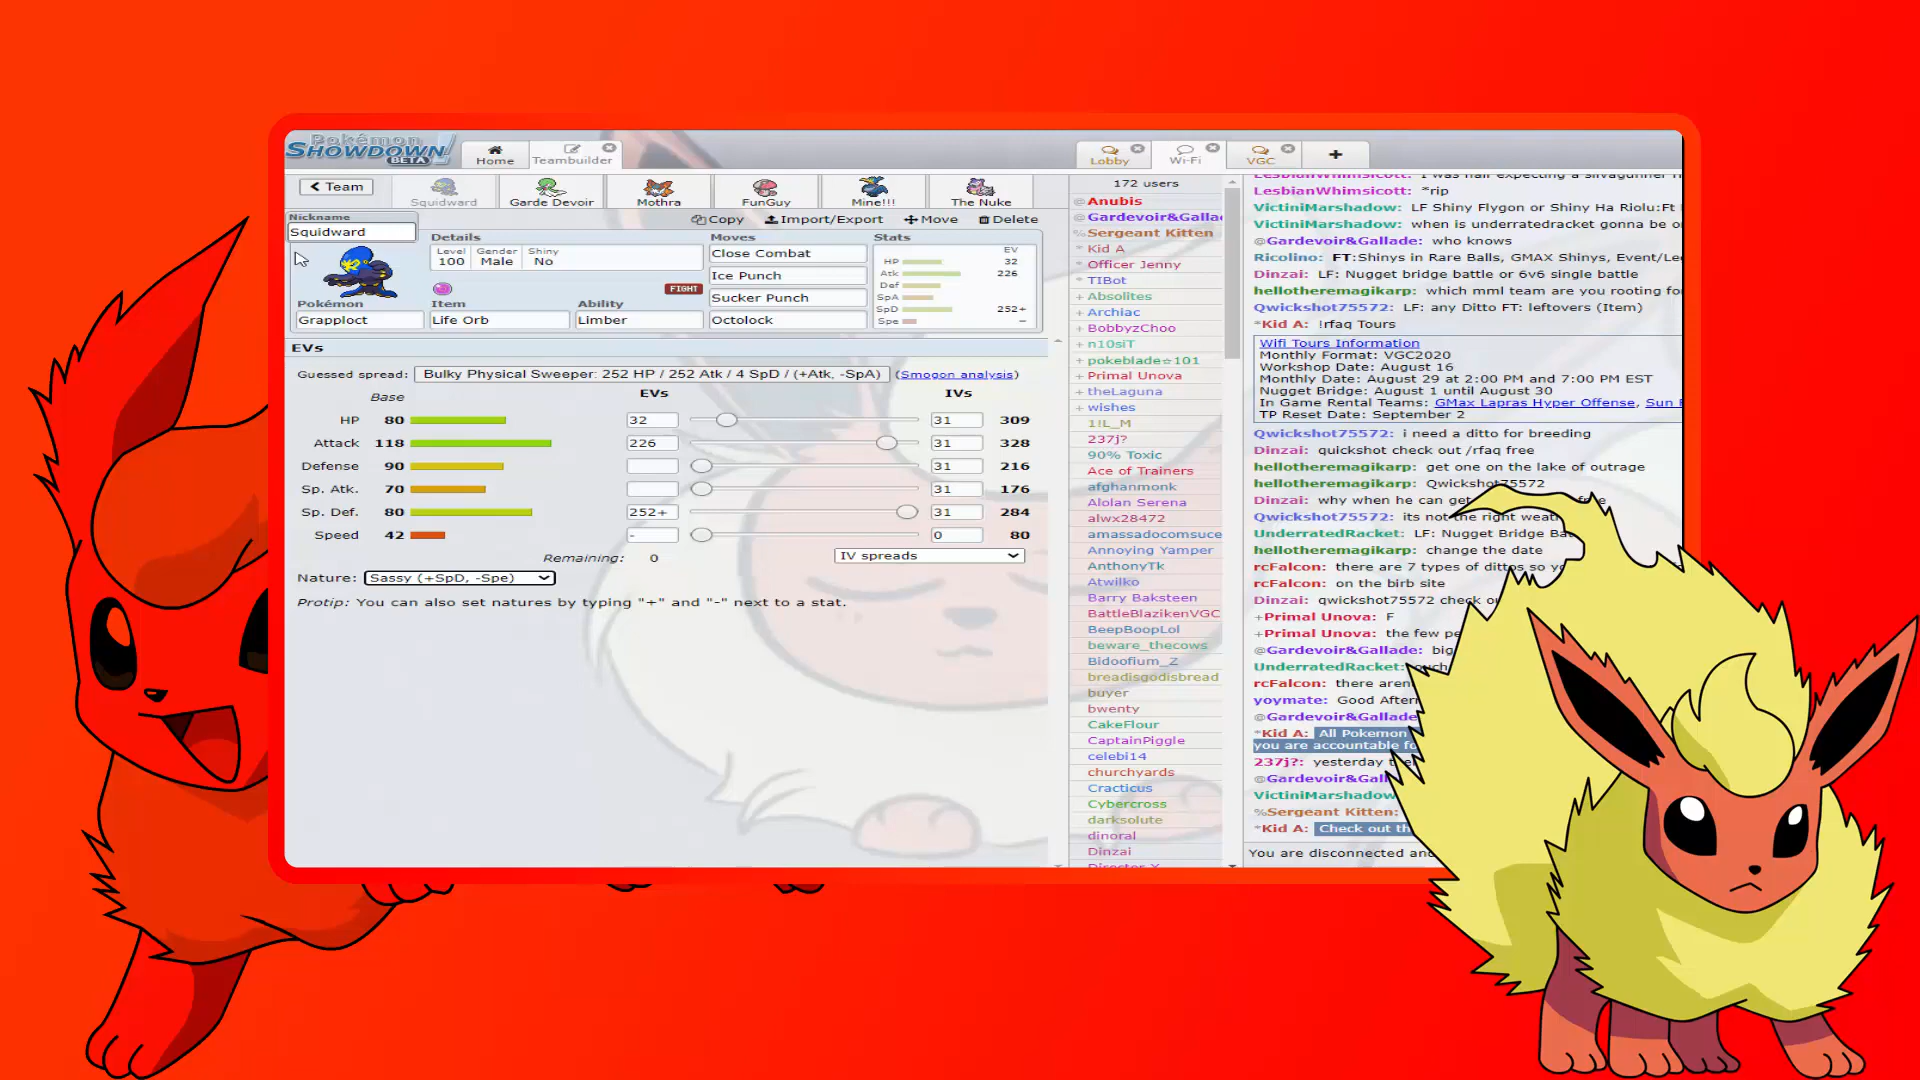 Pokémon
SHOWDOWN!
BETA
Home
Teambuilder
Lobby
Wi-Fi
VGC
+
< Team
Squidward
Garde Devoir
Mothra
FunGuy
Mine!!!
The Nuke
Nickname
Squidward
Copy
Import/Export
Move
Delete
Details
Level Gender Shiny
100 Male No
FIGHT
Pokémon
Grapploct
Item
Life Orb
Ability
Limber
Moves
Close Combat
Ice Punch
Sucker Punch
Octolock
Stats
EV
HP 32
Atk 226
Def
SpA
SpD 252+
Spe -
EVs
Guessed spread: Bulky Physical Sweeper: 252 HP / 252 Atk / 4 SpD / (+Atk, -SpA) (Smogon analysis)
Base EVs IVs
HP 80 32 31 309
Attack 118 226 31 328
Defense 90 31 216
Sp. Atk. 70 31 176
Sp. Def. 80 252+ 31 284
Speed 42 - 0 80
Remaining: 0
IV spreads
Nature: Sassy (+SpD, -Spe)
Protip: You can also set natures by typing "+" and "-" next to a stat.
172 users
@Anubis
@Gardevoir&Galla
%Sergeant Kitten
* Kid A
* Officer Jenny
* TIBot
+ Absolites
+ Archiac
+ BobbyzChoo
+ n10siT
+ pokeblade☆101
+ Primal Unova
+ theLaguna
+ wishes
1!L_M
237j?
90% Toxic
Ace of Trainers
afghanmonk
Alolan Serena
alwx28472
amassadocomsuce
Annoying Yamper
AnthonyTk
Atwilko
Barry Baksteen
BattleBlazikenVGC
BeepBoopLol
beware_thecows
Bidoofium_Z
breadisgodisbread
buyer
bwenty
CakeFlour
CaptainPiggle
celebi14
churchyards
Cracticus
Cybercross
darksoulte
dinoral
Dinzai
Director X
LesbianWhimsicott: *rip
VictiniMarshadow: LF Shiny Flygon or Shiny Ha Riolu:Ft
VictiniMarshadow: when is underratedracket gonna be
@Gardevoir&Gallade: who knows
Ricolino: FT:Shinys in Rare Balls, GMAX Shinys, Event/Le
Dinzai: LF: Nugget bridge battle or 6v6 single battle
hellotheremagikarp: which mml team are you rooting
Qwickshot75572: LF: any Ditto FT: leftovers (Item)
*Kid A: !rfaq Tours
Wifi Tours Information
Monthly Format: VGC2020
Workshop Date: August 16
Monthly Date: August 29 at 2:00 PM and 7:00 PM EST
Nugget Bridge: August 1 until August 30
In Game Rental Teams: GMax Lapras Hyper Offense, Sun
TP Reset Date: September 2
Qwickshot75572: i need a ditto for breeding
Dinzai: quickshot check out /rfaq free
hellotheremagikarp: get one on the lake of outrage
hellotheremagikarp: Qwickshot75572
Dinzai: why when he can get
Qwickshot75572: its not the right
UnderratedRacket: LF: Nugget Bridge
hellotheremagikarp: change the date
rcFalcon: there are 7 types of dittos so
rcFalcon: on the birb site
Dinzai: qwickshot75572 check
+Primal Unova: F
+Primal Unova: the few
@Gardevoir&Gallade: big
UnderratedRacket:
rcFalcon: there
yoymate: Good
@Gardevoir&Gallade
*Kid A: All Pokemon
you are accountable
237j?: yesterday
@Gardevoir&Gall
VictiniMarshadow
%Sergeant Kitten:
*Kid A: Check out
You are disconnected and